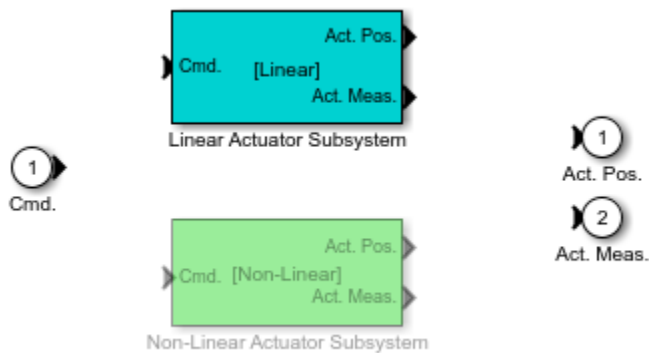 Act. Pos.
Cmd. [Linear]
Act. Meas.
Linear Actuator Subsystem
1
Cmd.
1
Act. Pos.
2
Act. Meas.
Act. Pos.
Cmd. [Non-Linear]
Act. Meas.
Non-Linear Actuator Subsystem